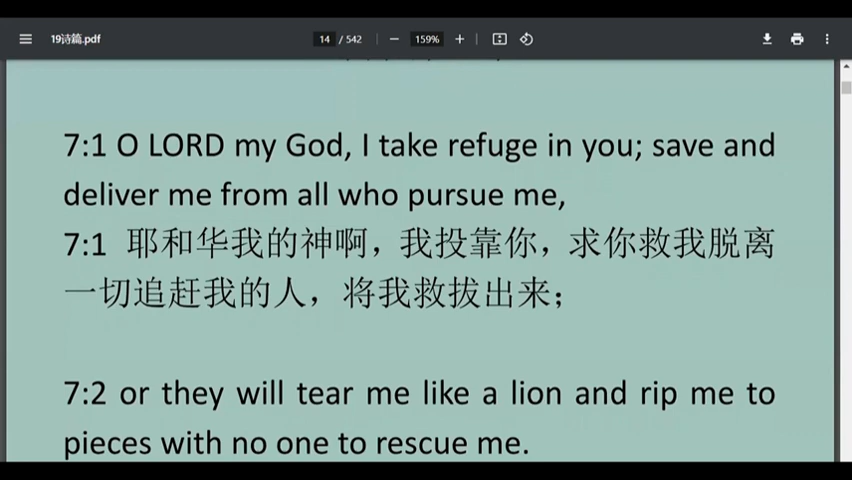 19诗篇.pdf
14 / 542
159%
7:1 O LORD my God, I take refuge in you; save and
deliver me from all who pursue me,
7:1 耶和华我的神啊，我投靠你，求你救我脱离
一切追赶我的人，将我救拔出来；
7:2 or they will tear me like a lion and rip me to
pieces with no one to rescue me.